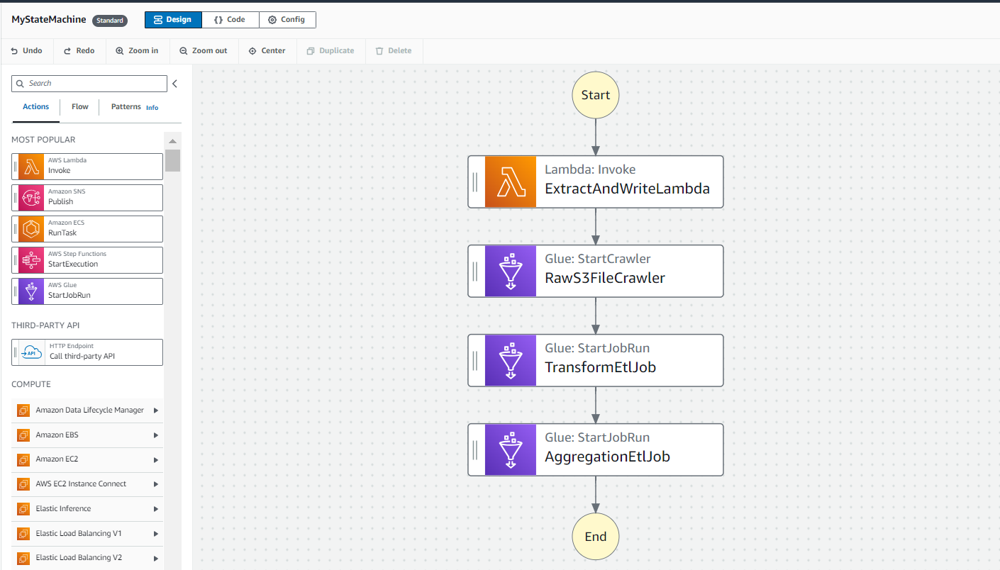 MyStateMachine Standard Design {} Code Config
Undo Redo Zoom in Zoom out Center Duplicate Delete
Search
Actions Flow Patterns Info
MOST POPULAR
AWS Lambda
Invoke
Amazon SNS
Publish
Amazon ECS
RunTask
AWS Step Functions
StartExecution
AWS Glue
StartJobRun
THIRD-PARTY API
API
HTTP Endpoint
Call third-party API
COMPUTE
Amazon Data Lifecycle Manager
Amazon EBS
Amazon EC2
AWS EC2 Instance Connect
Elastic Inference
Elastic Load Balancing V1
Elastic Load Balancing V2
Start
Lambda: Invoke
ExtractAndWriteLambda
Glue: StartCrawler
RawS3FileCrawler
Glue: StartJobRun
TransformEtlJob
Glue: StartJobRun
AggregationEtlJob
End